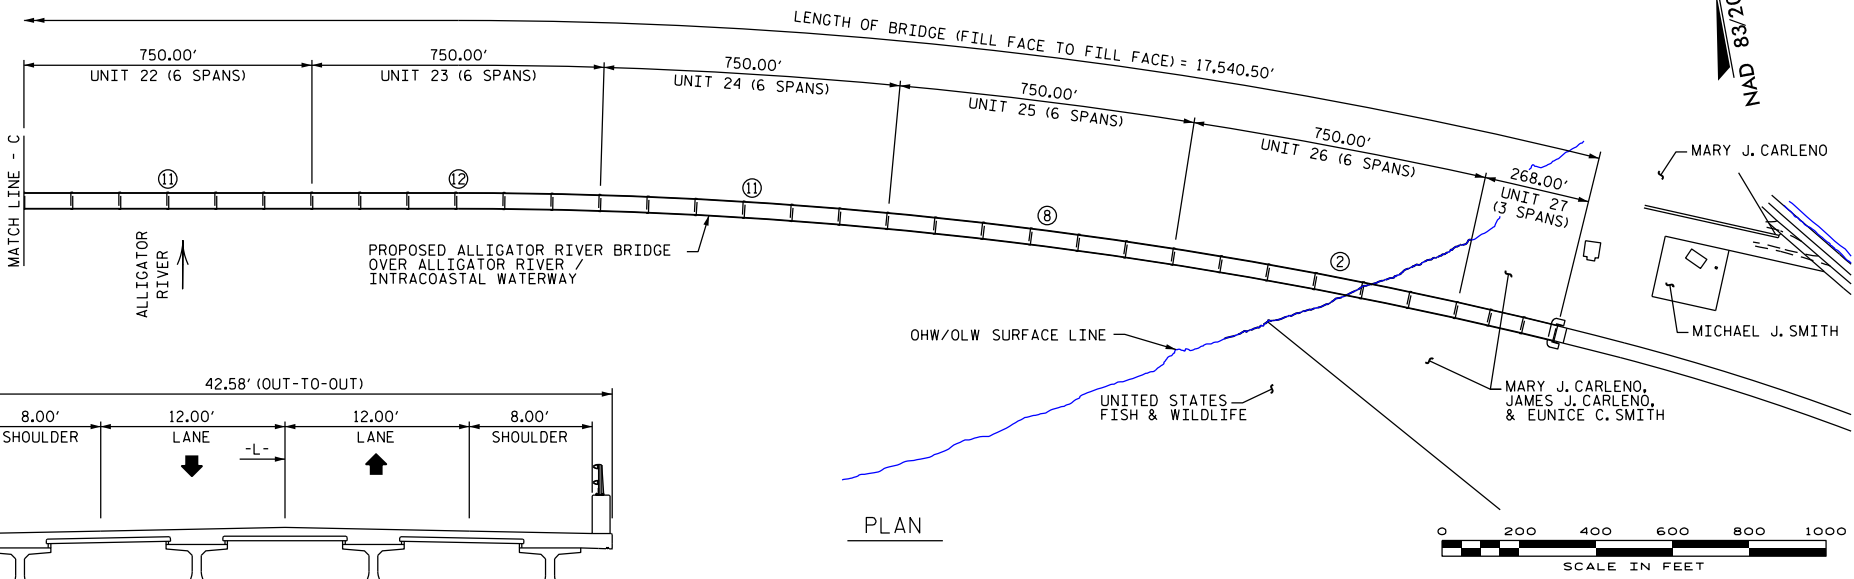 LENGTH OF BRIDGE (FILL FACE TO FILL FACE) = 17,540.50'
NAD 83/20
750.00'
UNIT 22 (6 SPANS)
750.00'
UNIT 23 (6 SPANS)
750.00'
UNIT 24 (6 SPANS)
750.00'
UNIT 25 (6 SPANS)
750.00'
UNIT 26 (6 SPANS)
268.00'
UNIT 27
(3 SPANS)
MATCH LINE - C
11
12
11
8
2
ALLIGATOR
RIVER
PROPOSED ALLIGATOR RIVER BRIDGE
OVER ALLIGATOR RIVER /
INTRACOASTAL WATERWAY
MARY J. CARLENO
MICHAEL J. SMITH
OHW/OLW SURFACE LINE
UNITED STATES
FISH & WILDLIFE
MARY J. CARLENO,
JAMES J. CARLENO,
& EUNICE C. SMITH
42.58' (OUT-TO-OUT)
8.00'
SHOULDER
12.00'
LANE
12.00'
LANE
8.00'
SHOULDER
-L-
PLAN
0 200 400 600 800 1000
SCALE IN FEET